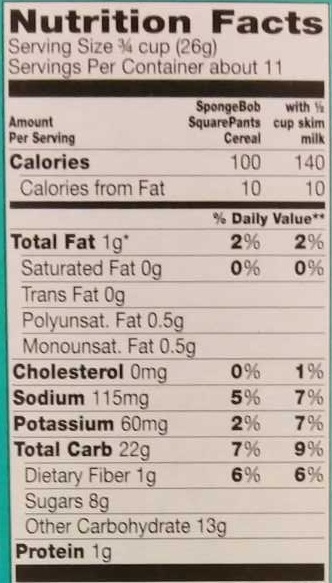 Nutrition Facts
Serving Size ¾ cup (26g)
Servings Per Container about 11
Amount Per Serving SpongeBob SquarePants Cereal with ½ cup skim milk
Calories 100 140
Calories from Fat 10 10
% Daily Value**
Total Fat 1g* 2% 2%
Saturated Fat 0g 0% 0%
Trans Fat 0g
Polyunsat. Fat 0.5g
Monounsat. Fat 0.5g
Cholesterol 0mg 0% 1%
Sodium 115mg 5% 7%
Potassium 60mg 2% 7%
Total Carb 22g 7% 9%
Dietary Fiber 1g 6% 6%
Sugars 8g
Other Carbohydrate 13g
Protein 1g